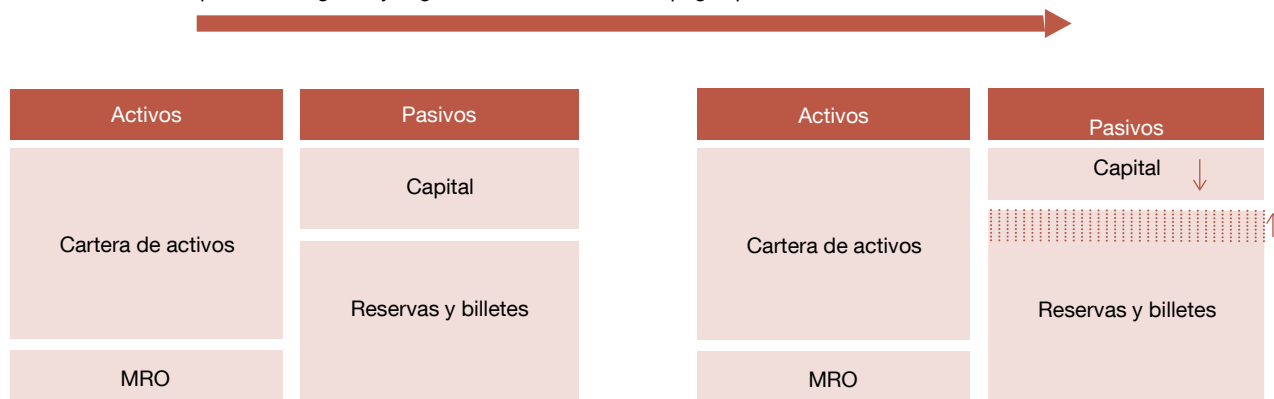 Activos
Pasivos
Capital
Cartera de activos
Reservas y billetes
MRO
Activos
Pasivos
Capital
Cartera de activos
Reservas y billetes
MRO